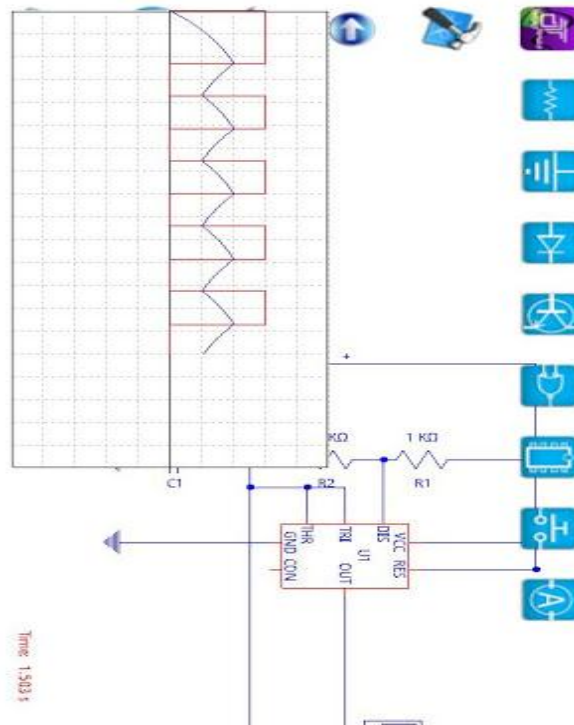 +
KΩ
1 KΩ
C1
R2
R1
THR
TRI
DIS
VCC
U1
GND
CON
OUT
RES
A
Time: 1.503 s